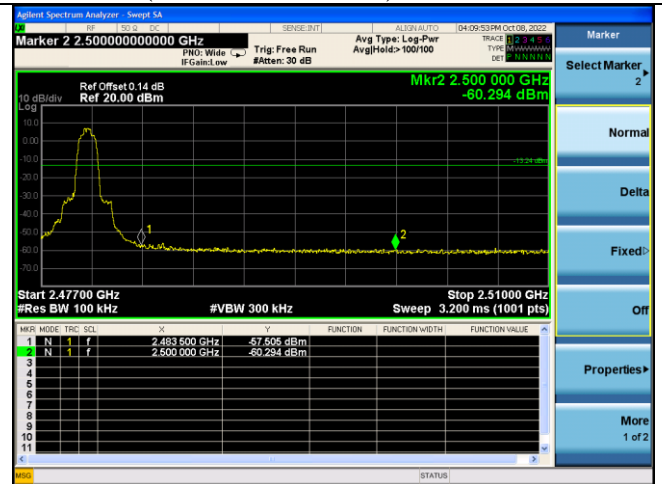 Agilent Spectrum Analyzer - Swept SA
RF 50 Ω DC SENSE:INT ALIGN AUTO 04:09:53 PM Oct 08, 2022
Marker 2 2.500000000000 GHz
PNO: Wide
IFGain:Low
Trig: Free Run
#Atten: 30 dB
Avg Type: Log-Pwr
Avg|Hold:>100/100
TRACE 1 2 3 4 5 6
TYPE MWWWWW
DET P N N N N N
Ref Offset 0.14 dB
10 dB/div Ref 20.00 dBm
Log
Mkr2 2.500 000 GHz
-60.294 dBm
10.0
0.00
-10.0
-20.0
-30.0
-40.0
-50.0
-60.0
-70.0
-13.24 dBm
1
2
Start 2.47700 GHz Stop 2.51000 GHz
#Res BW 100 kHz #VBW 300 kHz Sweep 3.200 ms (1001 pts)
MKR MODE TRC SCL X Y FUNCTION FUNCTION WIDTH FUNCTION VALUE
1 N 1 f 2.483 500 GHz -57.505 dBm
2 N 1 f 2.500 000 GHz -60.294 dBm
3
4
5
6
7
8
9
10
11
MSG STATUS
Marker
Select Marker
2
Normal
Delta
Fixed
Off
Properties
More
1 of 2